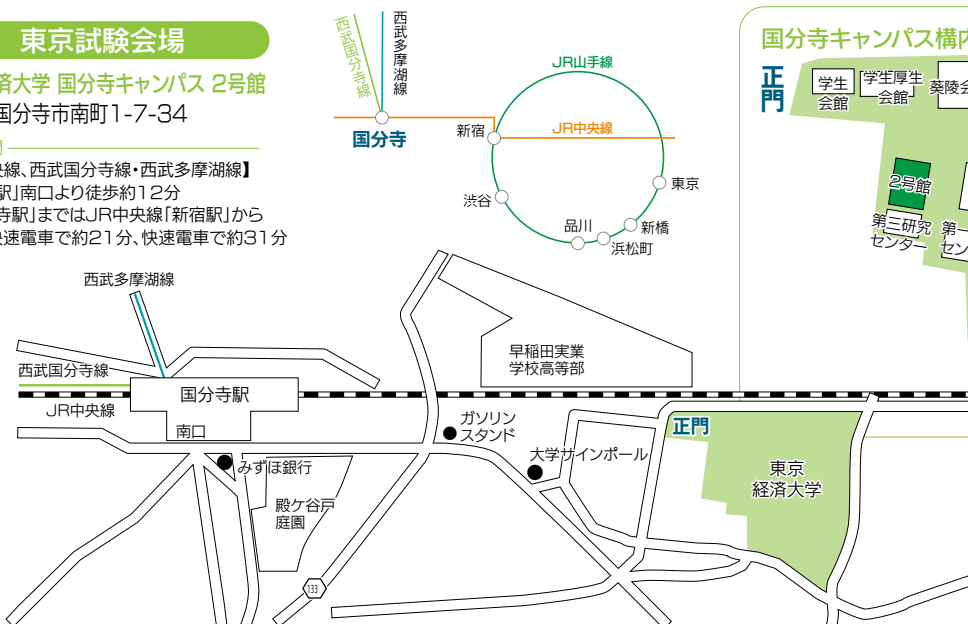 東京試験会場
済大学 国分寺キャンパス 2号館
国分寺市南町1-7-34
央線、西武国分寺線・西武多摩湖線】
駅」南口より徒歩約12分
寺駅」まではJR中央線「新宿駅」から
快速電車で約21分、快速電車で約31分
西武国分寺線
西武多摩湖線
国分寺
JR山手線
新宿
JR中央線
渋谷
東京
品川
新橋
浜松町
国分寺キャンパス構内
正門
学生
会館
学生厚生
会館
葵陵会
2号館
第三研究
センター
第一
セン
西武多摩湖線
西武国分寺線
JR中央線
国分寺駅
南口
早稲田実業
学校高等部
ガソリン
スタンド
みずほ銀行
大学サインポール
殿ケ谷戸
庭園
133
正門
東京
経済大学